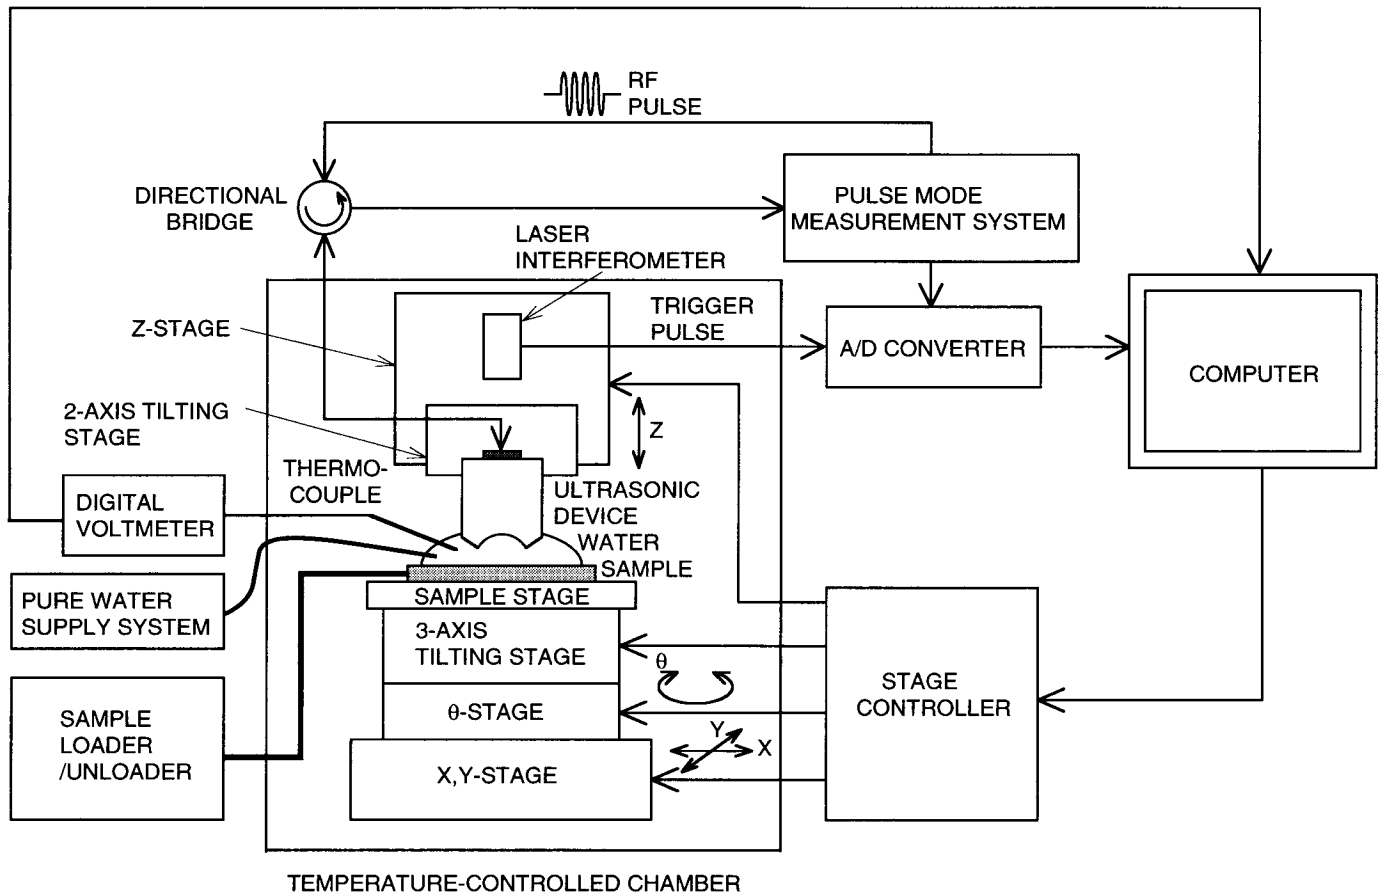 RF
PULSE
DIRECTIONAL
BRIDGE
PULSE MODE
MEASUREMENT SYSTEM
LASER
INTERFEROMETER
Z-STAGE
TRIGGER
PULSE
A/D CONVERTER
COMPUTER
2-AXIS TILTING
STAGE
Z
THERMO-
COUPLE
ULTRASONIC
DEVICE
DIGITAL
VOLTMETER
WATER
SAMPLE
PURE WATER
SUPPLY SYSTEM
SAMPLE STAGE
3-AXIS
TILTING STAGE
θ
STAGE
CONTROLLER
θ-STAGE
SAMPLE
LOADER
/UNLOADER
Y
X
X,Y-STAGE
TEMPERATURE-CONTROLLED CHAMBER